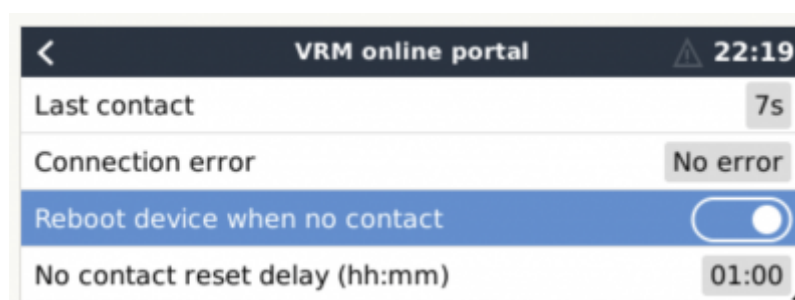 VRM online portal 22:19
Last contact 7s
Connection error No error
Reboot device when no contact
No contact reset delay (hh:mm) 01:00